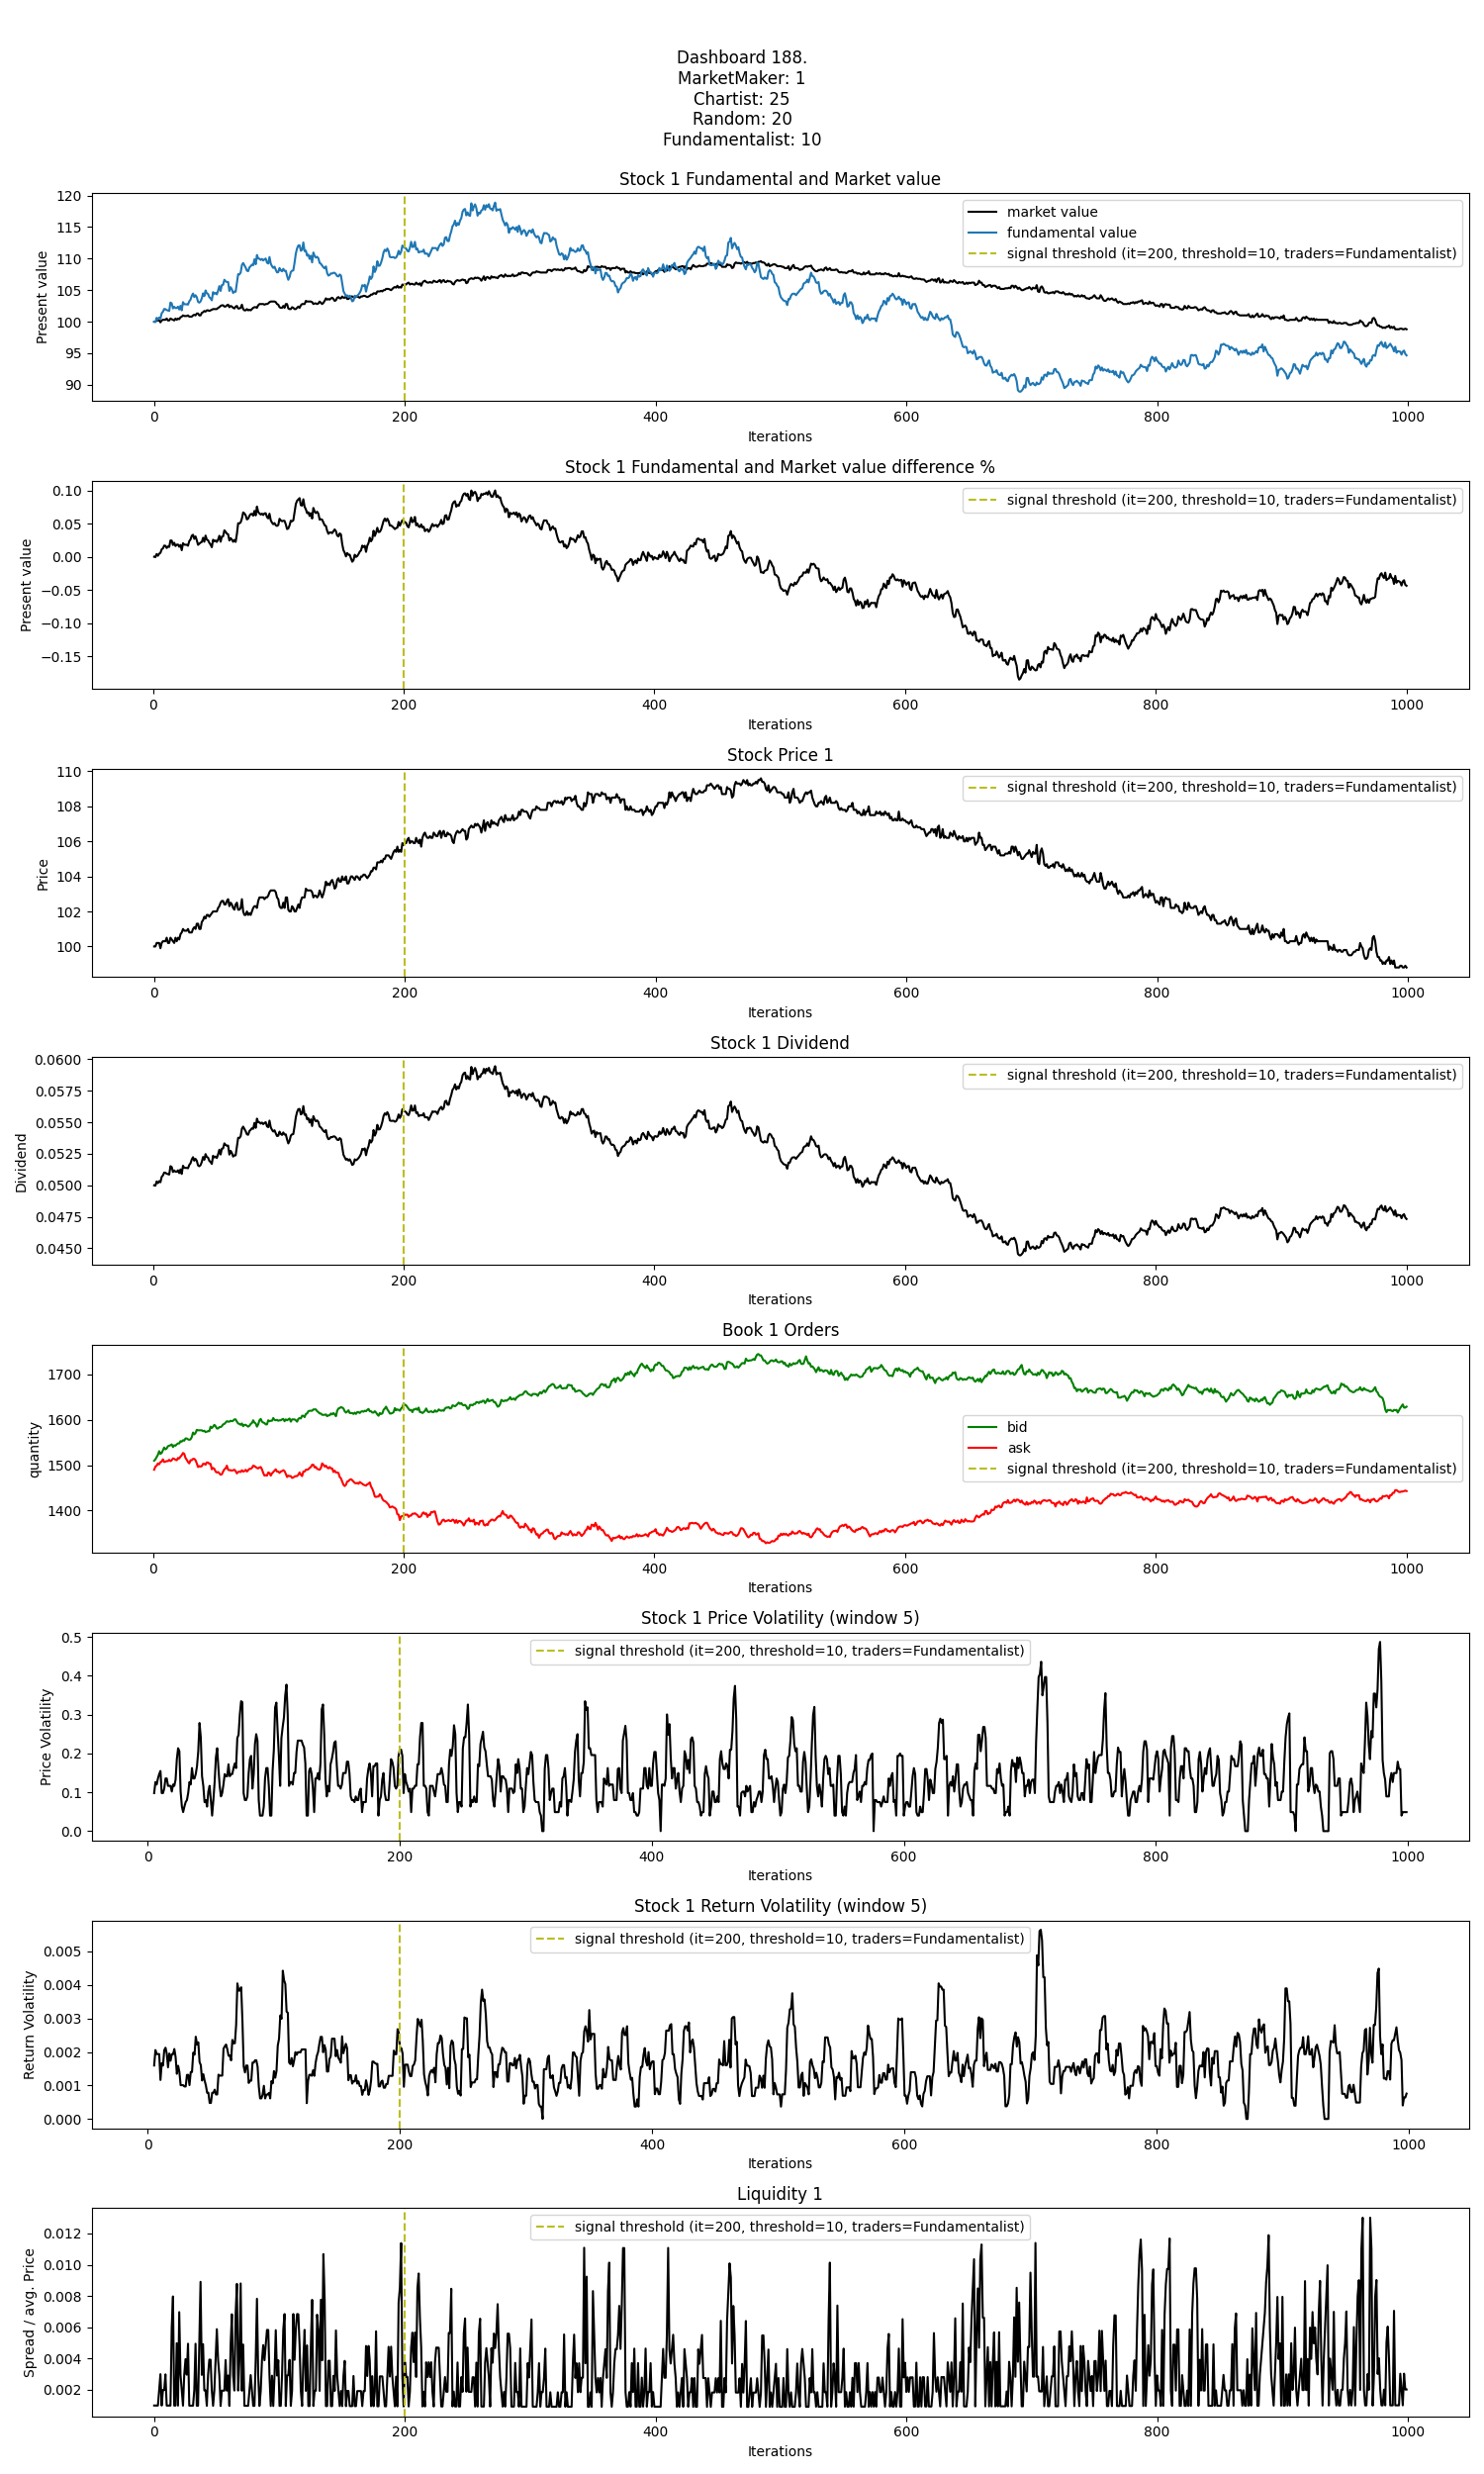 Dashboard 188.
MarketMaker: 1
Chartist: 25
Random: 20
Fundamentalist: 10
Stock 1 Fundamental and Market value
Present value
120
115
110
105
100
95
90
market value
fundamental value
signal threshold (it=200, threshold=10, traders=Fundamentalist)
0 200 400 600 800 1000
Iterations
Stock 1 Fundamental and Market value difference %
Present value
0.10
0.05
0.00
−0.05
−0.10
−0.15
signal threshold (it=200, threshold=10, traders=Fundamentalist)
0 200 400 600 800 1000
Iterations
Stock Price 1
Price
110
108
106
104
102
100
signal threshold (it=200, threshold=10, traders=Fundamentalist)
0 200 400 600 800 1000
Iterations
Stock 1 Dividend
Dividend
0.0600
0.0575
0.0550
0.0525
0.0500
0.0475
0.0450
signal threshold (it=200, threshold=10, traders=Fundamentalist)
0 200 400 600 800 1000
Iterations
Book 1 Orders
quantity
1700
1600
1500
1400
bid
ask
signal threshold (it=200, threshold=10, traders=Fundamentalist)
0 200 400 600 800 1000
Iterations
Stock 1 Price Volatility (window 5)
Price Volatility
0.5
0.4
0.3
0.2
0.1
0.0
signal threshold (it=200, threshold=10, traders=Fundamentalist)
0 200 400 600 800 1000
Iterations
Stock 1 Return Volatility (window 5)
Return Volatility
0.005
0.004
0.003
0.002
0.001
0.000
signal threshold (it=200, threshold=10, traders=Fundamentalist)
0 200 400 600 800 1000
Iterations
Liquidity 1
Spread / avg. Price
0.012
0.010
0.008
0.006
0.004
0.002
signal threshold (it=200, threshold=10, traders=Fundamentalist)
0 200 400 600 800 1000
Iterations